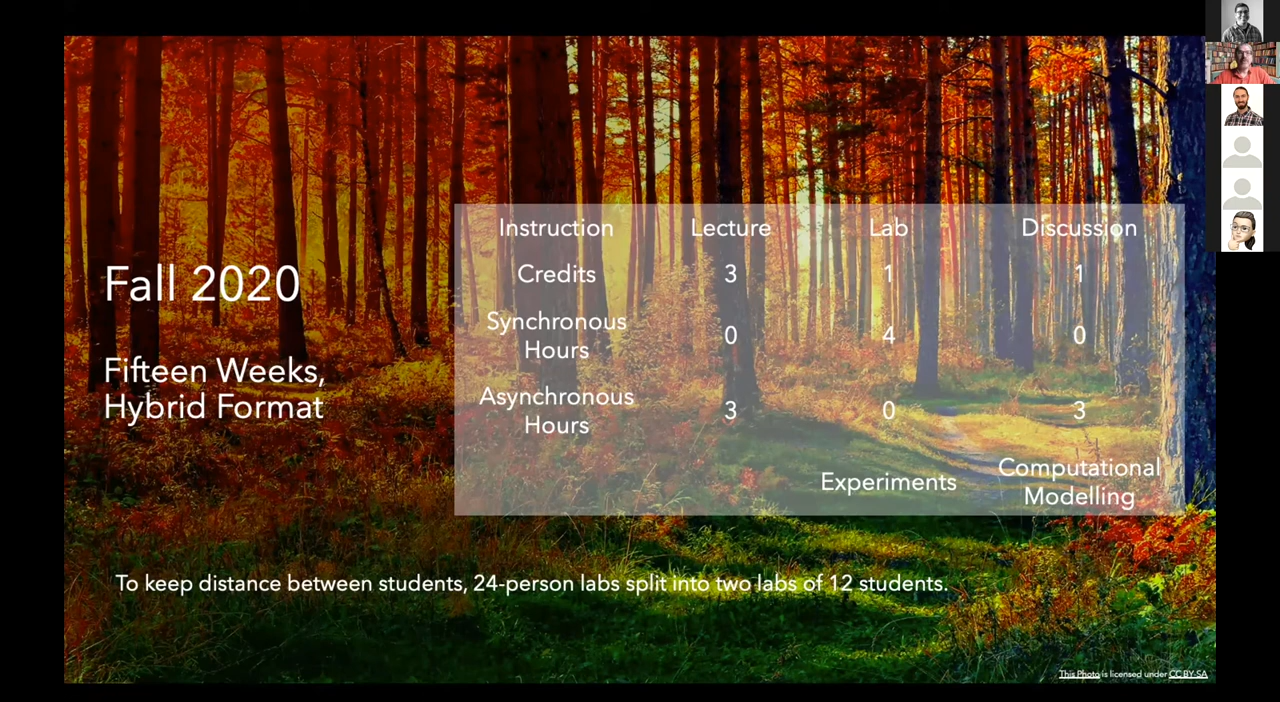 Fall 2020
Fifteen Weeks,
Hybrid Format
Instruction Lecture Lab Discussion
Credits 3 1 1
Synchronous
Hours 0 4 0
Asynchronous
Hours 3 0 3
Experiments Computational
Modelling
To keep distance between students, 24-person labs split into two labs of 12 students.
This Photo is licensed under CC BY-SA